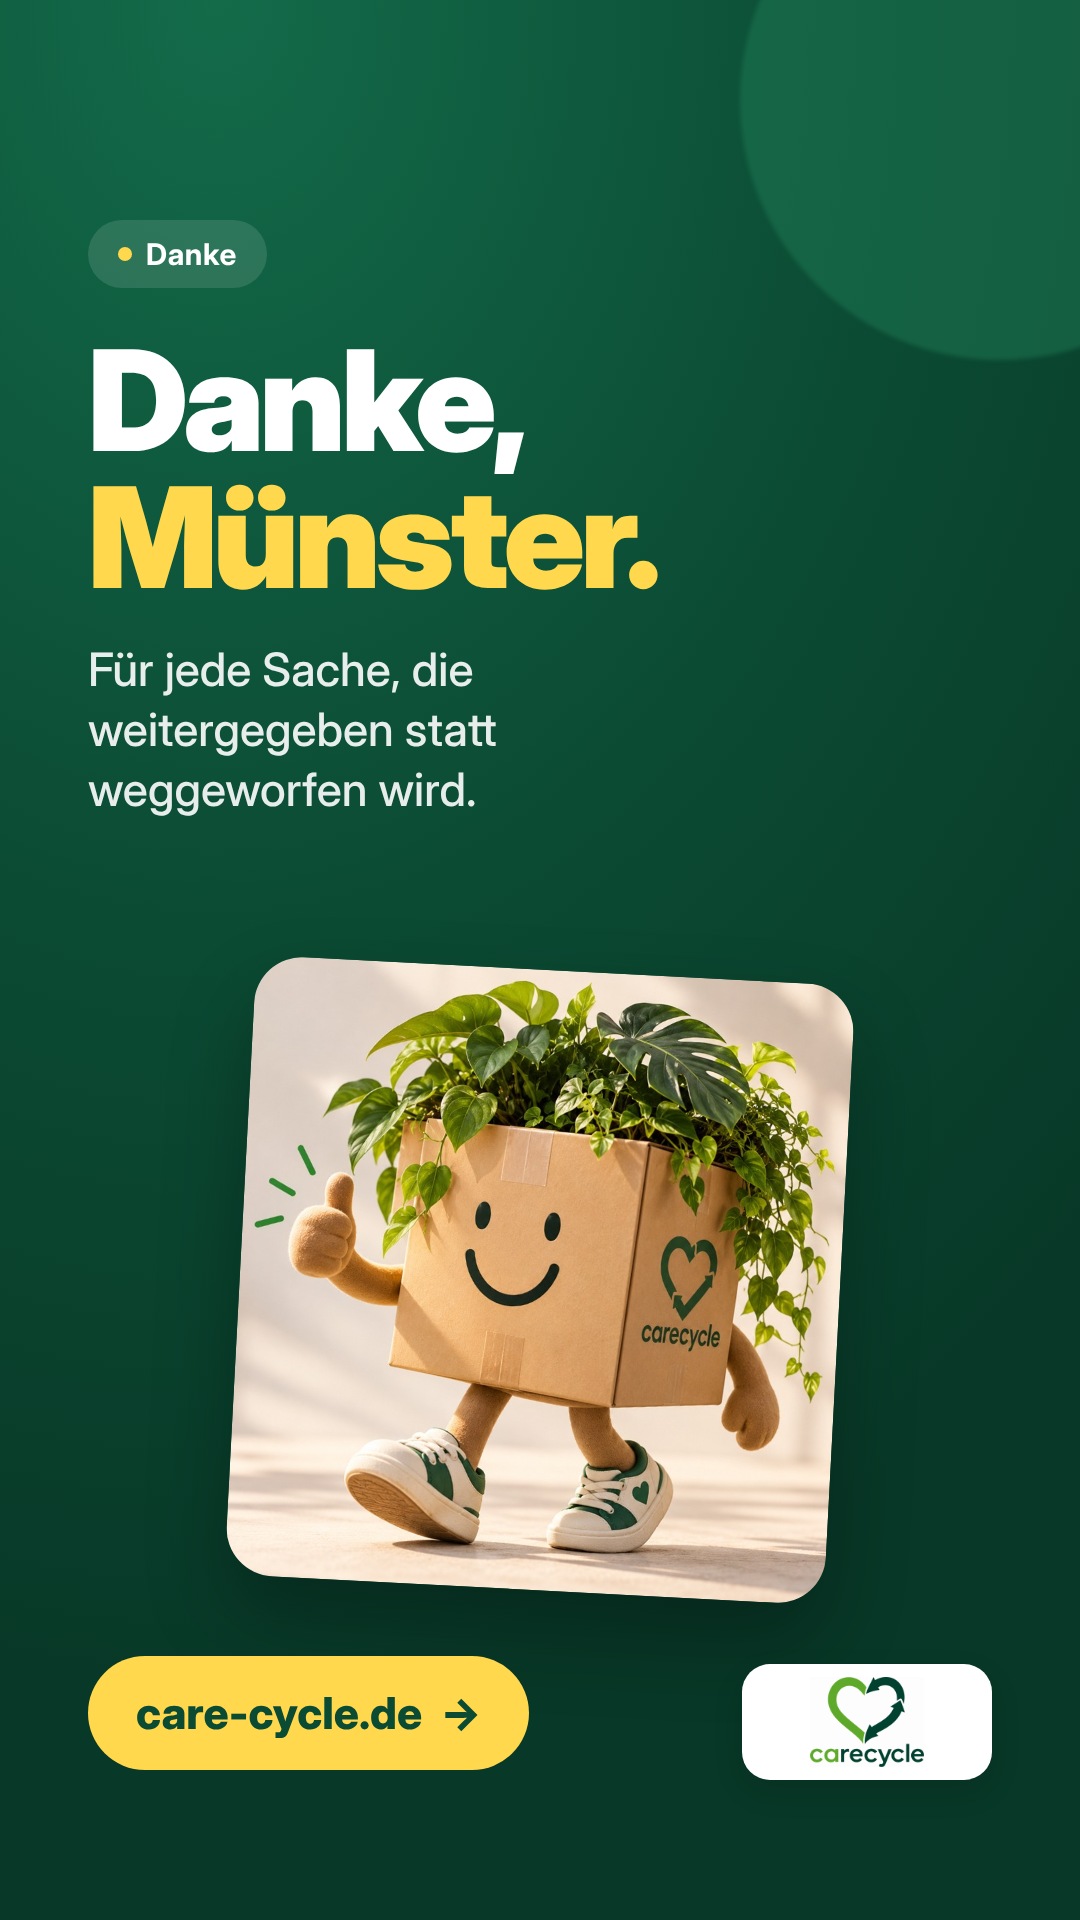 Danke
Danke,
Münster.
Für jede Sache, die
weitergegeben statt
weggeworfen wird.
carecycle
care-cycle.de →
carecycle